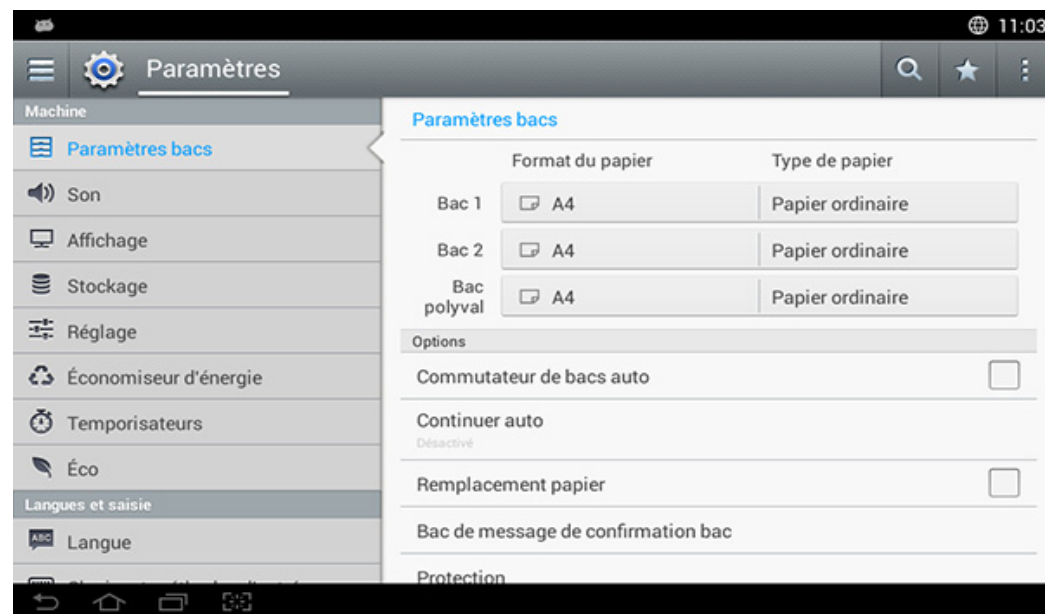 11:03
Paramètres
Machine
Paramètres bacs
Son
Affichage
Stockage
Réglage
Économiseur d'énergie
Temporisateurs
Éco
Langues et saisie
ABC
Langue
Paramètres bacs
Format du papier Type de papier
Bac 1 A4 Papier ordinaire
Bac 2 A4 Papier ordinaire
Bac
polyval A4 Papier ordinaire
Options
Commutateur de bacs auto
Continuer auto
Désactivé
Remplacement papier
Bac de message de confirmation bac
Protection